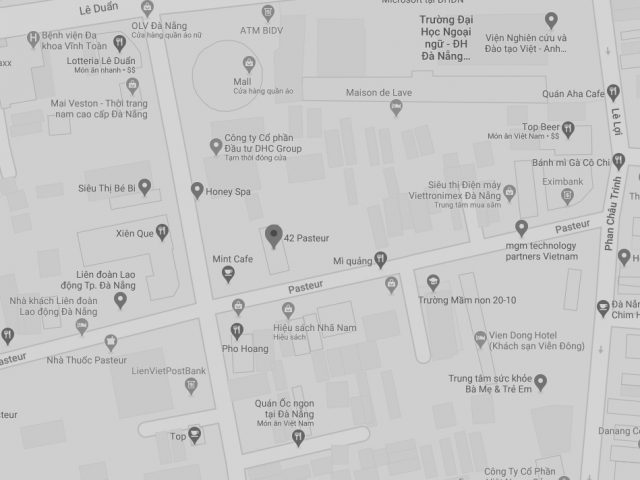 Microsoft tại ĐHĐN
Lê Duẩn
OLV Đà Nẵng
Cửa hàng quần áo nữ
ATM BIDV
Trường Đại
Học Ngoại
ngữ - ĐH
Đà Nẵng...
Viện Nghiên cứu và
Đào tạo Việt - Anh...
Bệnh viện Đa
khoa Vĩnh Toàn
Lotteria Lê Duẩn
Món ăn nhanh • $$
axx
Mall
Cửa hàng quần áo
Maison de Lave
Quán Aha Cafe
Lê Lợi
Mai Veston - Thời trang
nam cao cấp Đà Nẵng
Top Beer
Món ăn Việt Nam • $$
Công ty Cổ phần
Đầu tư DHC Group
Tạm thời đóng cửa
Bánh mì Gà Cô Chi
Siêu Thị Bé Bi
Honey Spa
Siêu thị Điện máy
Viettronimex Đà Nẵng
Trung tâm mua sắm
Eximbank
Phan Châu Trinh
Th
Xiện Que
42 Pasteur
Pasteur
mgm technology
partners Vietnam
Mint Cafe
Mì quảng
Liên đoàn Lao
động Tp. Đà Nẵng
Pasteur
Trường Mầm non 20-10
Nhà khách Liên đoàn
Lao động Đà Nẵng
Đà Nẵ
Chim H
Hiệu sách Nhã Nam
Hiệu sách
Vien Dong Hotel
(Khách sạn Viễn Đông)
Pho Hoang
asteur
Nhà Thuốc Pasteur
LienVietPostBank
Trung tâm sức khỏe
Bà Mẹ & Trẻ Em
Quán Ốc ngon
tại Đà Nẵng
Món ăn Việt Nam
teur
Top
Danang Co
Công Ty Cổ Phần